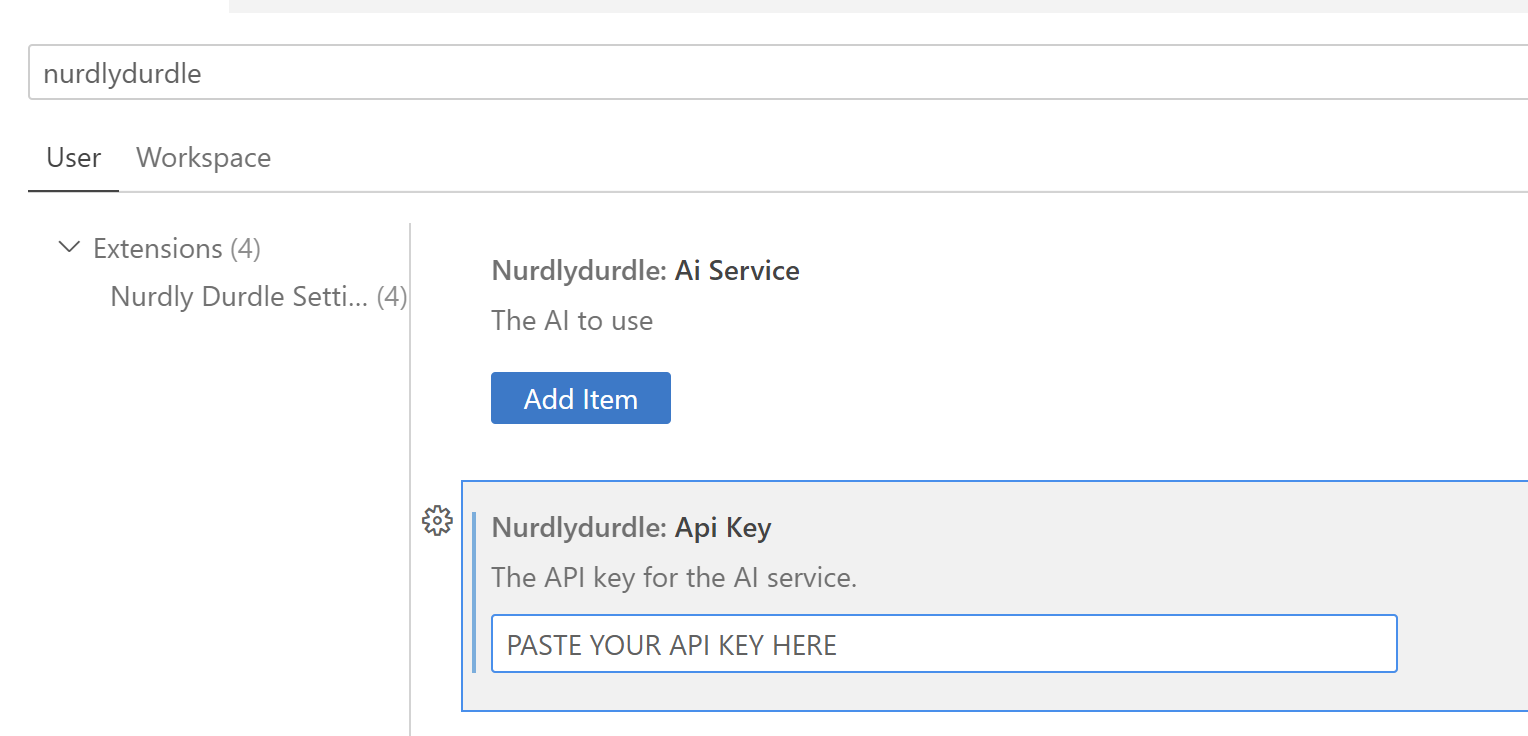 nurdlydurdle
User Workspace
Extensions (4)
Nurdly Durdle Setti... (4)
Nurdlydurdle: Ai Service
The AI to use
Add Item
Nurdlydurdle: Api Key
The API key for the AI service.
PASTE YOUR API KEY HERE